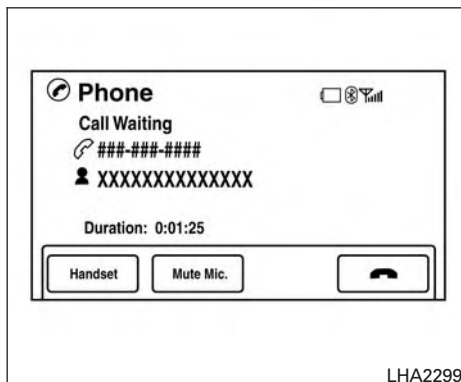 Phone
Call Waiting
###-###-####
XXXXXXXXXXXXXX
Duration: 0:01:25
Handset Mute Mic.
LHA2299